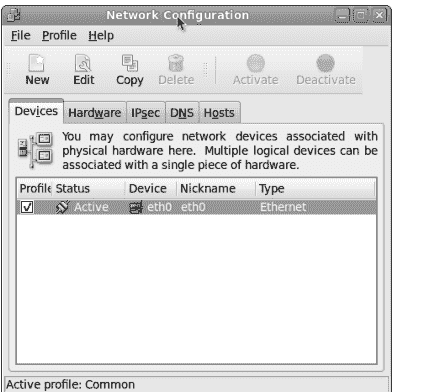 Network Configuration
File Profile Help
New Edit Copy Delete Activate Deactivate
Devices Hardware IPsec DNS Hosts
You may configure network devices associated with
physical hardware here. Multiple logical devices can be
associated with a single piece of hardware.
Profile Status Device Nickname Type
Active eth0 eth0 Ethernet
Active profile: Common